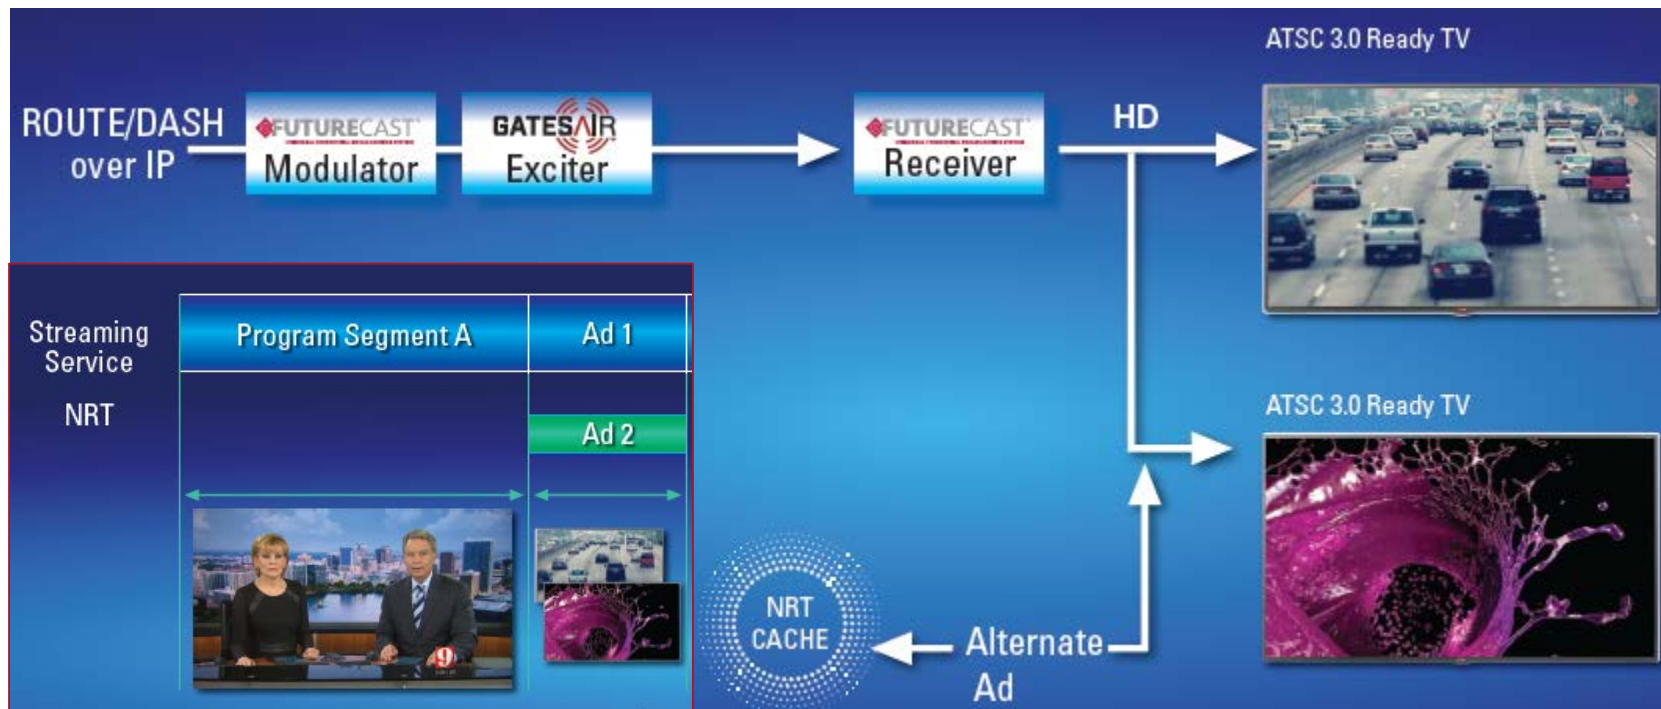 ATSC 3.0 Ready TV
ROUTE/DASH
over IP
FUTURECAST
Modulator
GATESAIR
Exciter
FUTURECAST
Receiver
HD
Streaming
Service
Program Segment A
Ad 1
NRT
Ad 2
ATSC 3.0 Ready TV
9
NRT
CACHE
Alternate
Ad